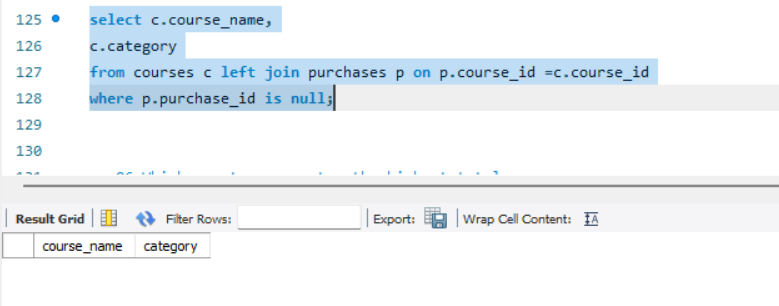 125 select c.course_name,
126 c.category
127 from courses c left join purchases p on p.course_id =c.course_id
128 where p.purchase_id is null;
129
130
Result Grid Filter Rows: Export: Wrap Cell Content:
course_name category